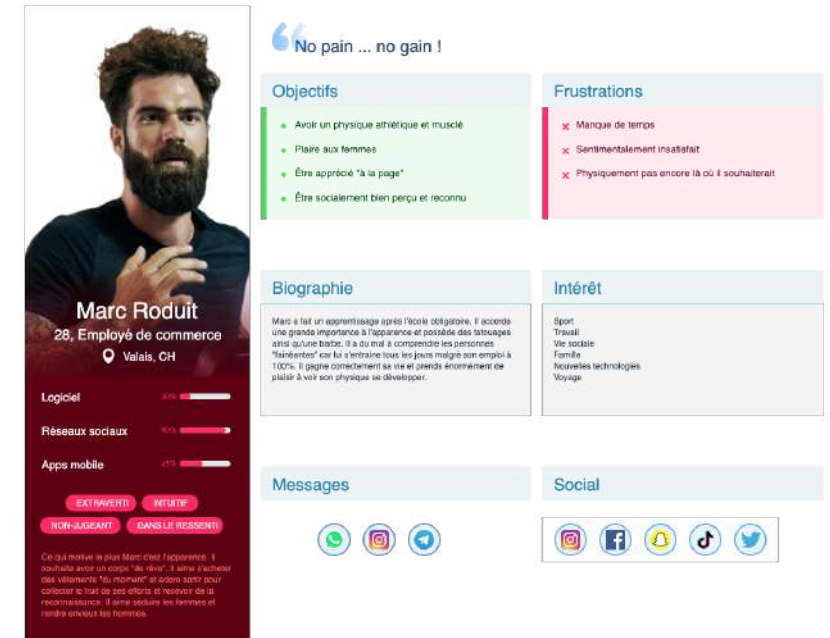 No pain ... no gain !
Marc Roduit
28, Employé de commerce
Valais, CH
Logiciel
Réseaux sociaux
Apps mobile
EXTRAVERTI INTUITIF
NON-JUGEANT DANS LE RESSENTI
Ce qui motive le plus Marc c'est l'apparence. Il
souhaite avoir un corps "de rêve". Il aime s'acheter
des vêtements "du moment" et adore sortir pour
collecter le fruit de ses efforts et recevoir de la
reconnaissance. Il aime séduire les femmes et
rendre envieux les hommes.
Objectifs
Avoir un physique athlétique et musclé
Plaire aux femmes
Être apprécié "à la page"
Être socialement bien perçu et reconnu
Frustrations
Manque de temps
Sentimentalement insatisfait
Physiquement pas encore là où il souhaiterait
Biographie
Marc a fait un apprentissage après l'école obligatoire. Il accorde
une grande importance à l'apparence et possède des tatouages
ainsi qu'une barbe. Il a du mal à comprendre les personnes
"fainéantes" car lui s'entraine tous les jours malgré son emploi à
100%. Il gagne correctement sa vie et prends énormément de
plaisir à voir son physique se développer.
Intérêt
Sport
Travail
Vie sociale
Famille
Nouvelles technologies
Voyage
Messages
Social